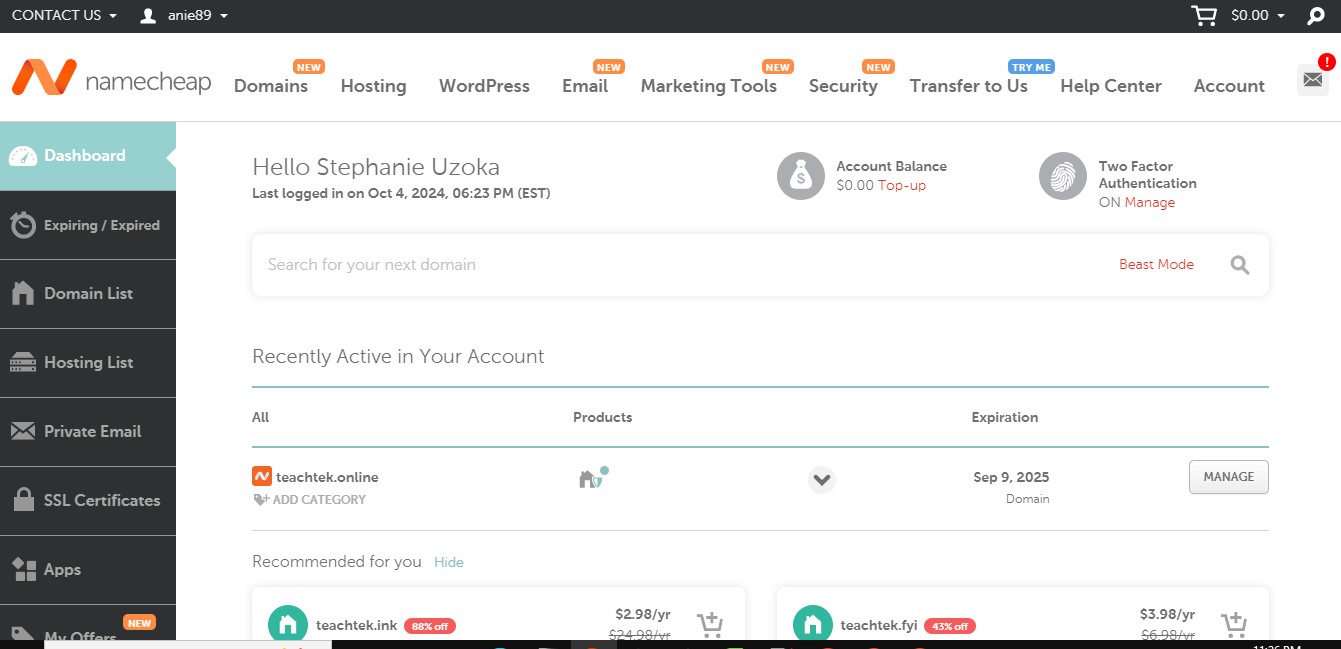 CONTACT US
anie89
$0.00
namecheap
Domains NEW
Hosting
WordPress
Email NEW
Marketing Tools NEW
Security NEW
Transfer to Us TRY ME
Help Center
Account
!
Dashboard
Expiring / Expired
Domain List
Hosting List
Private Email
SSL Certificates
Apps
NEW
My Offers
Hello Stephanie Uzoka
Last logged in on Oct 4, 2024, 06:23 PM (EST)
Account Balance
$0.00 Top-up
Two Factor
Authentication
ON Manage
Search for your next domain
Beast Mode
Recently Active in Your Account
All
Products
Expiration
teachtek.online
ADD CATEGORY
Sep 9, 2025
Domain
MANAGE
Recommended for you Hide
teachtek.ink 88% off
$2.98/yr
$24.98/yr
teachtek.fyi 43% off
$3.98/yr
$6.98/yr
11:26 PM